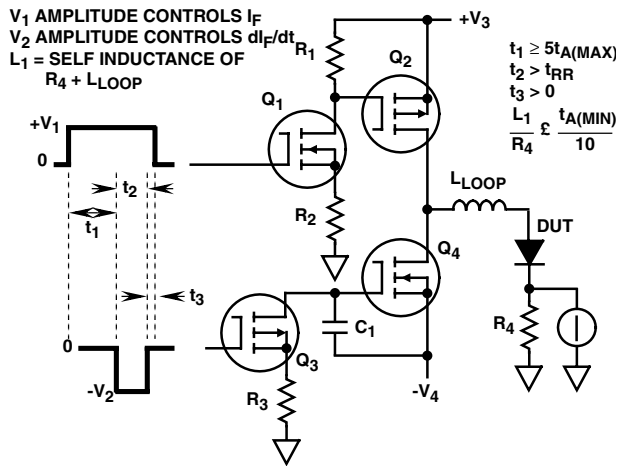 V1 AMPLITUDE CONTROLS IF
V2 AMPLITUDE CONTROLS dIF/dt
L1 = SELF INDUCTANCE OF
R4 + LLOOP
+V3
R1
Q2
t1 ≥ 5tA(MAX)
t2 > tRR
t3 > 0
L1/R4 £ tA(MIN)/10
Q1
+V1
0
t2
t1
R2
LLOOP
DUT
Q4
t3
R4
C1
0
Q3
-V2
R3
-V4